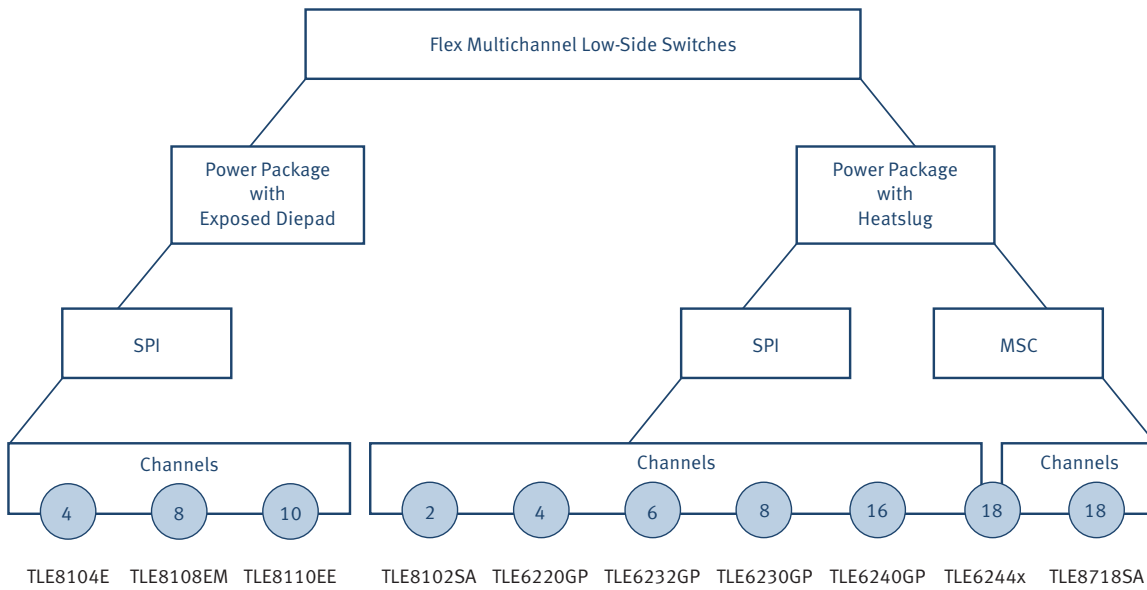 Flex Multichannel Low-Side Switches
Power Package
with
Exposed Diepad
Power Package
with
Heatslug
SPI
SPI
MSC
Channels
Channels
Channels
4
8
10
2
4
6
8
16
18
18
TLE8104E
TLE8108EM
TLE8110EE
TLE8102SA
TLE6220GP
TLE6232GP
TLE6230GP
TLE6240GP
TLE6244x
TLE8718SA